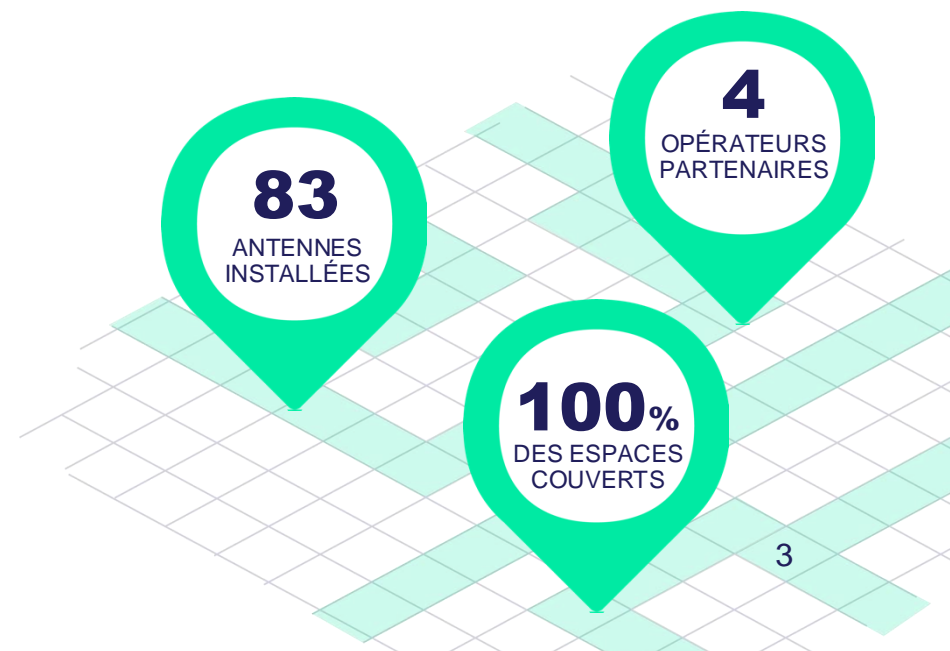 4
OPÉRATEURS
PARTENAIRES
83
ANTENNES
INSTALLÉES
100%
DES ESPACES
COUVERTS
3